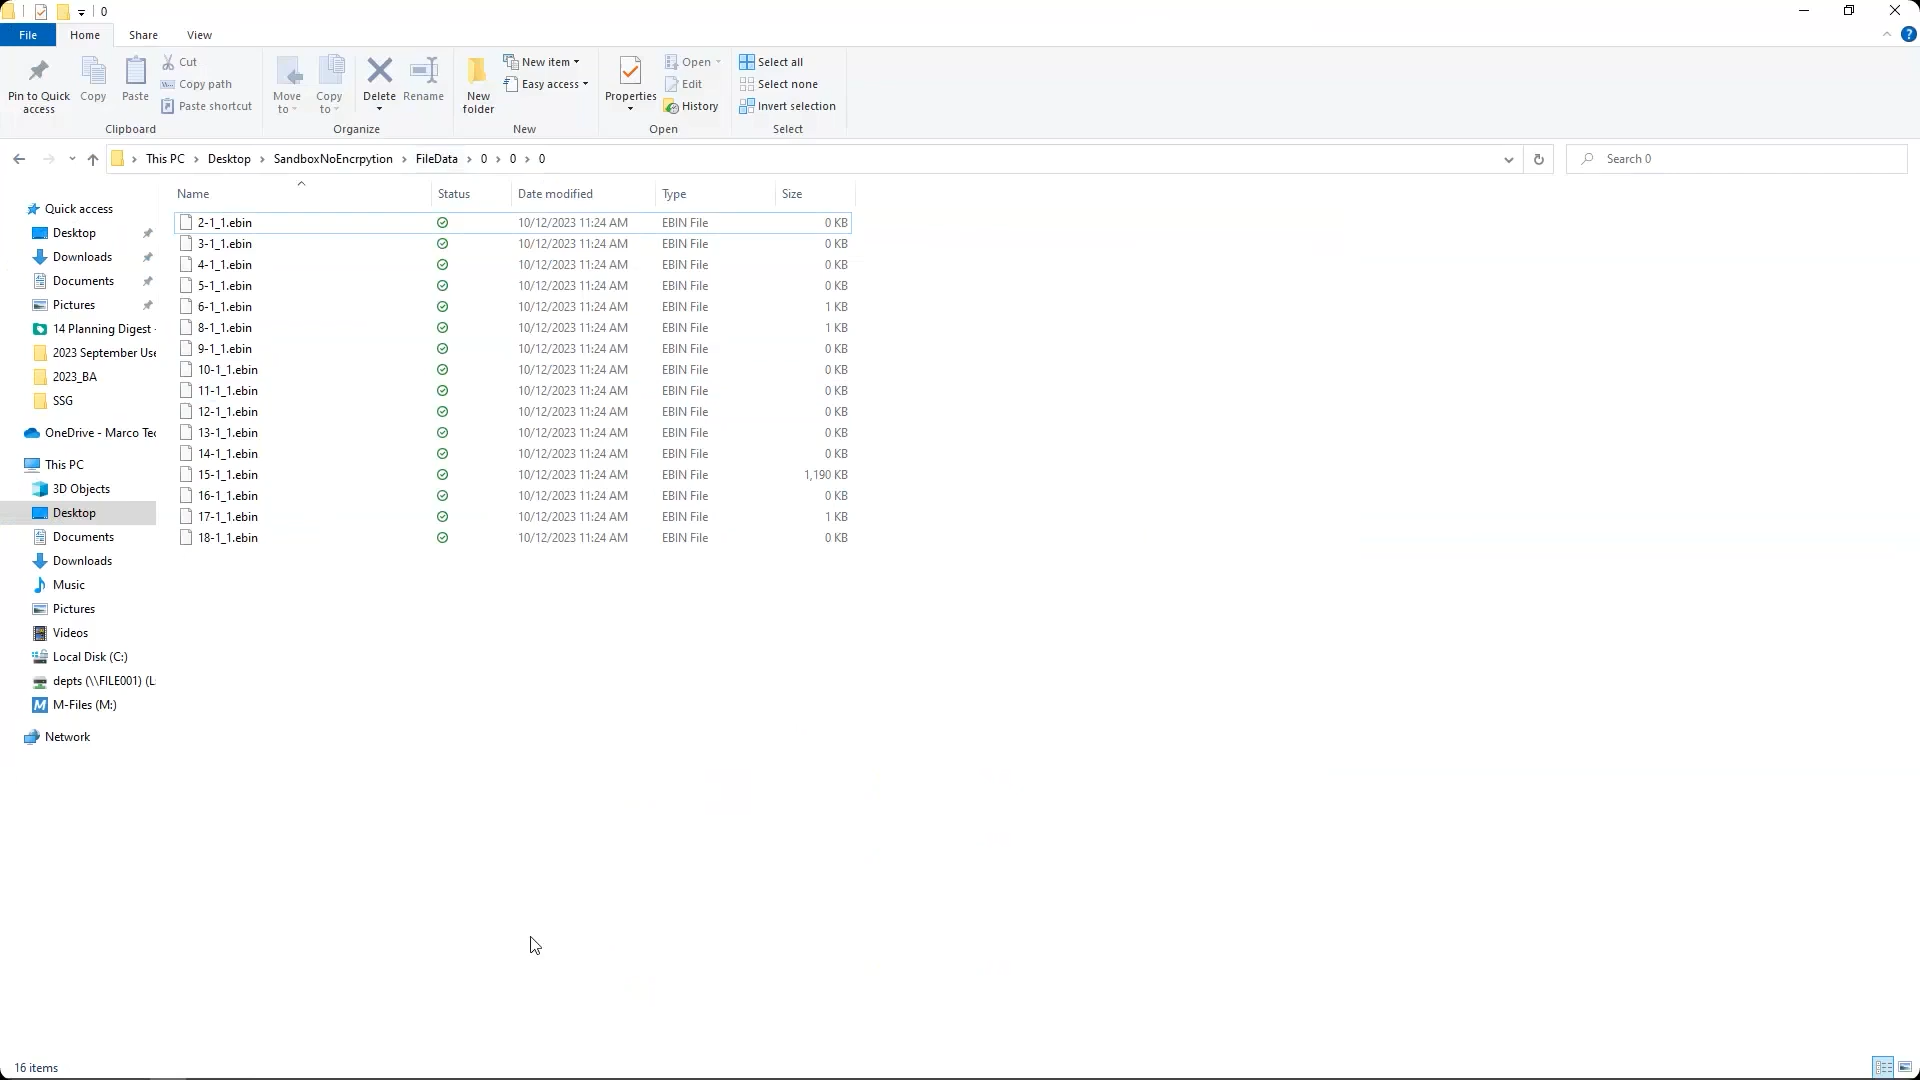 0
File Home Share View
Pin to Quick access
Copy
Paste
Cut
Copy path
Paste shortcut
Clipboard
Move to
Copy to
Delete
Rename
Organize
New folder
New item
Easy access
New
Properties
Open
Edit
History
Open
Select all
Select none
Invert selection
Select
This PC Desktop SandboxNoEncrpytion FileData 0 0 0
Search 0
Quick access
Desktop
Downloads
Documents
Pictures
14 Planning Digest -
2023 September Use
2023_BA
SSG
OneDrive - Marco Tec
This PC
3D Objects
Desktop
Documents
Downloads
Music
Pictures
Videos
Local Disk (C:)
depts (\\FILE001) (L:
M-Files (M:)
Network
Name Status Date modified Type Size
2-1_1.ebin 10/12/2023 11:24 AM EBIN File 0 KB
3-1_1.ebin 10/12/2023 11:24 AM EBIN File 0 KB
4-1_1.ebin 10/12/2023 11:24 AM EBIN File 0 KB
5-1_1.ebin 10/12/2023 11:24 AM EBIN File 0 KB
6-1_1.ebin 10/12/2023 11:24 AM EBIN File 1 KB
8-1_1.ebin 10/12/2023 11:24 AM EBIN File 1 KB
9-1_1.ebin 10/12/2023 11:24 AM EBIN File 0 KB
10-1_1.ebin 10/12/2023 11:24 AM EBIN File 0 KB
11-1_1.ebin 10/12/2023 11:24 AM EBIN File 0 KB
12-1_1.ebin 10/12/2023 11:24 AM EBIN File 0 KB
13-1_1.ebin 10/12/2023 11:24 AM EBIN File 0 KB
14-1_1.ebin 10/12/2023 11:24 AM EBIN File 0 KB
15-1_1.ebin 10/12/2023 11:24 AM EBIN File 1,190 KB
16-1_1.ebin 10/12/2023 11:24 AM EBIN File 0 KB
17-1_1.ebin 10/12/2023 11:24 AM EBIN File 1 KB
18-1_1.ebin 10/12/2023 11:24 AM EBIN File 0 KB
16 items